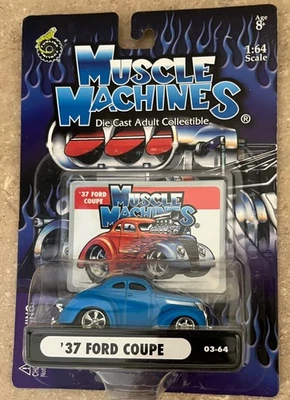 Age
8+
1:64
Scale
MUSCLE
MACHINES®
Die Cast Adult Collectible
'37 FORD
COUPE
MUSCLE
MACHINES
'37 FORD COUPE
03-64